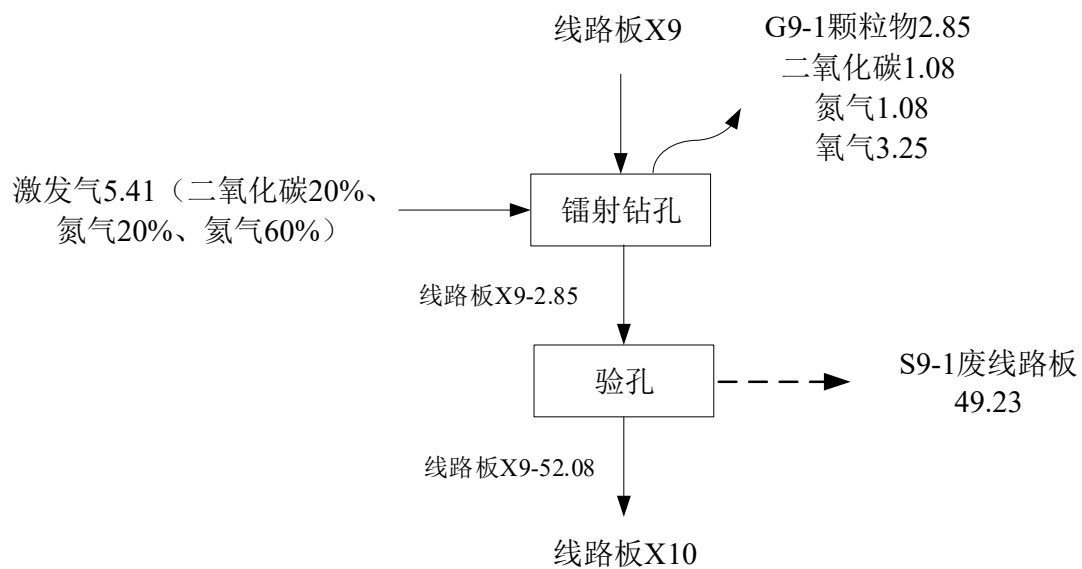 线路板X9
G9-1颗粒物2.85
二氧化碳1.08
氮气1.08
氧气3.25
激发气5.41（二氧化碳20%、
氮气20%、氦气60%）
镭射钻孔
线路板X9-2.85
验孔
S9-1废线路板
49.23
线路板X9-52.08
线路板X10